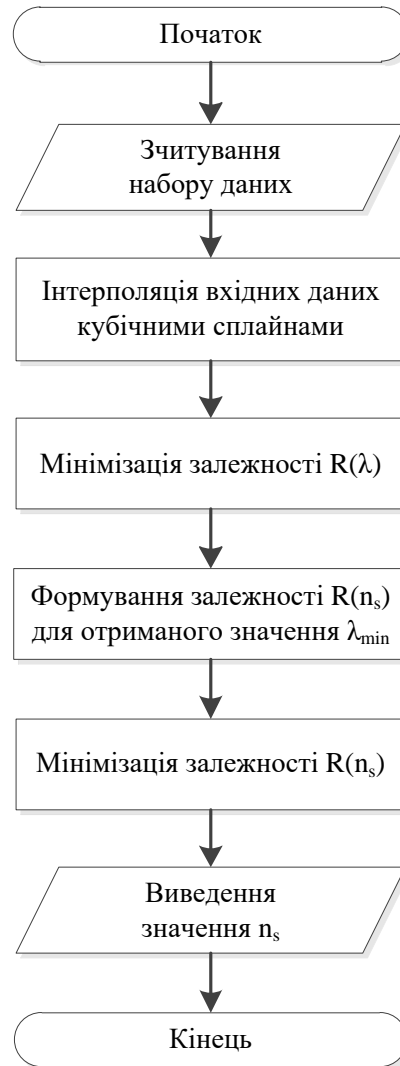 Початок
Зчитування
набору даних
Інтерполяція вхідних даних
кубічними сплайнами
Мінімізація залежності R(λ)
Формування залежності R(nₛ)
для отриманого значення λₘᵢₙ
Мінімізація залежності R(nₛ)
Виведення
значення nₛ
Кінець